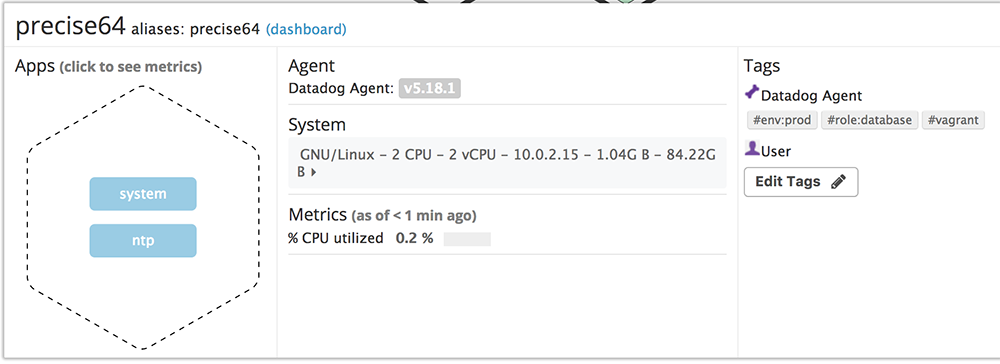 precise64 aliases: precise64 (dashboard)
Apps (click to see metrics)
system
ntp
Agent
Datadog Agent: v5.18.1
System
GNU/Linux – 2 CPU – 2 vCPU – 10.0.2.15 – 1.04G B – 84.22G
B
Metrics (as of < 1 min ago)
% CPU utilized 0.2 %
Tags
Datadog Agent
#env:prod #role:database #vagrant
User
Edit Tags